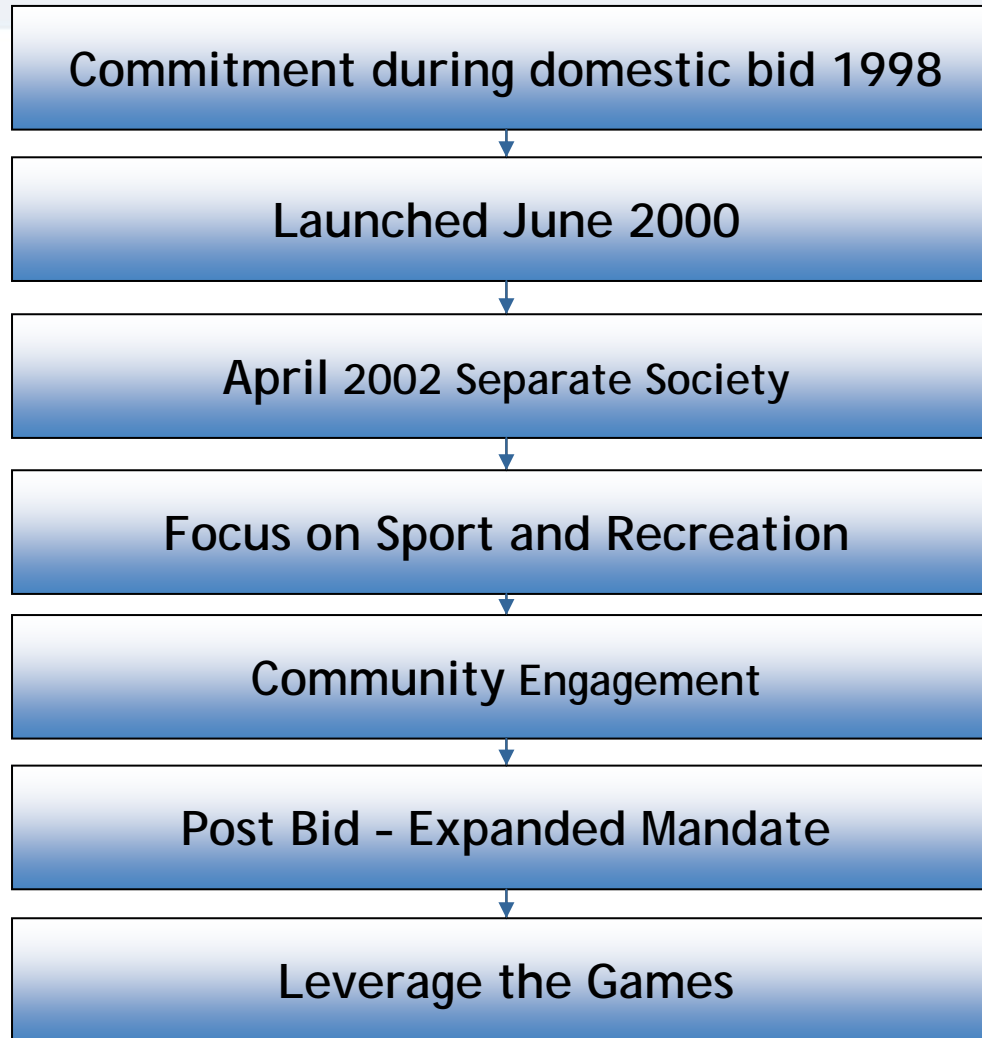 Commitment during domestic bid 1998
Launched June 2000
April 2002 Separate Society
Focus on Sport and Recreation
Community Engagement
Post Bid - Expanded Mandate
Leverage the Games